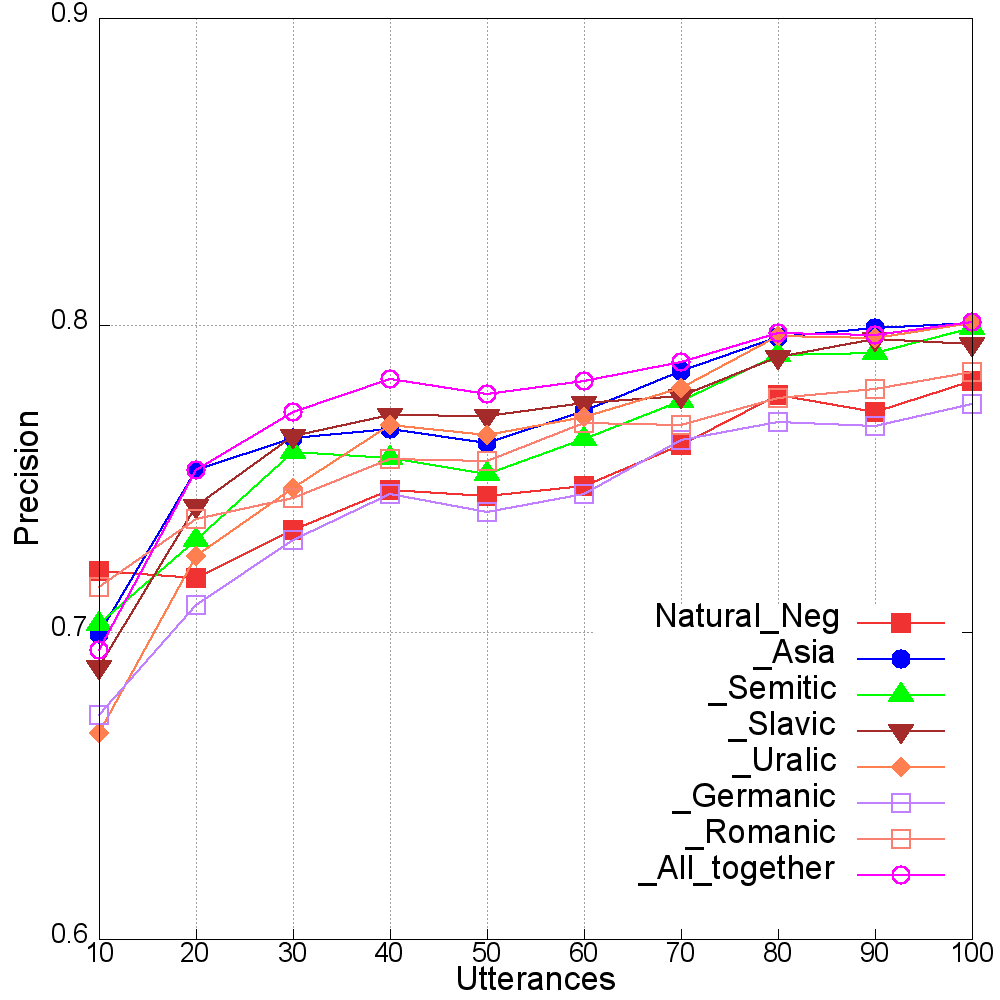 0.9
0.8
0.7
0.6
Precision
10 20 30 40 50 60 70 80 90 100
Utterances
Natural_Neg
_Asia
_Semitic
_Slavic
_Uralic
_Germanic
_Romanic
_All_together